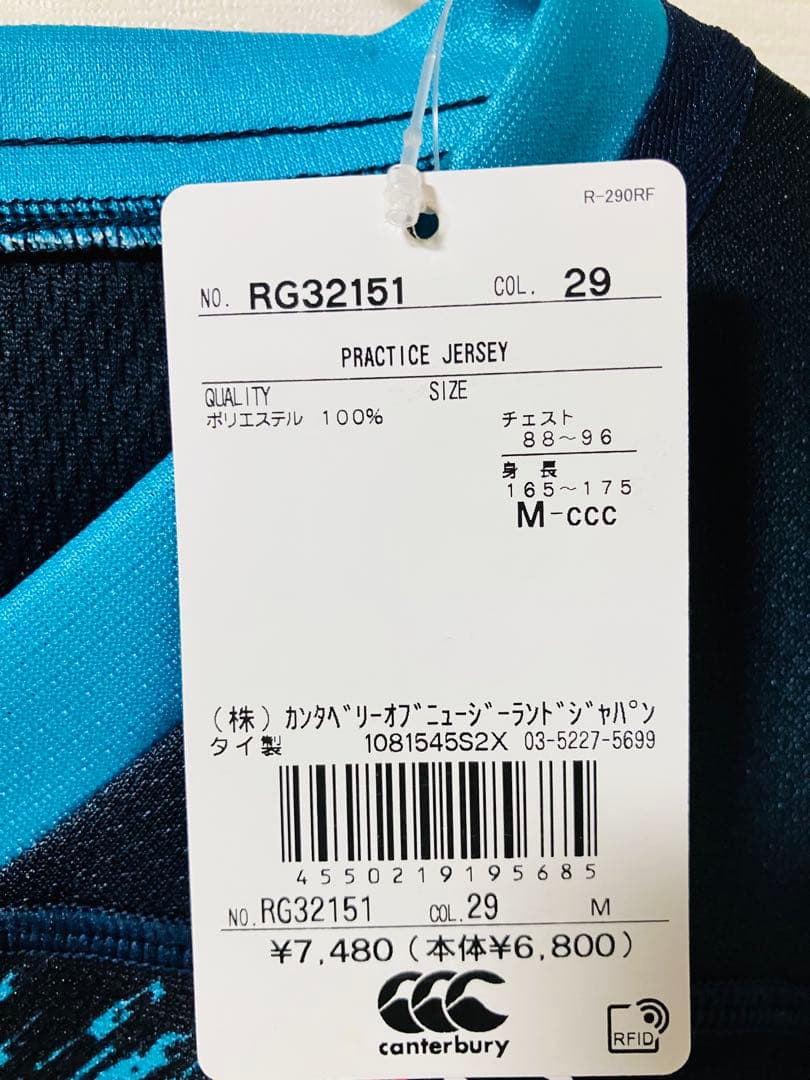 R-290RF
NO. RG32151 COL. 29
PRACTICE JERSEY
QUALITY SIZE
ポリエステル 100% チェスト
88～96
身 長
165～175
M-ccc
(株)ｶﾝﾀﾍﾞﾘｰｵﾌﾞﾆｭｰｼﾞｰﾗﾝﾄﾞｼﾞｬﾊﾟﾝ
タイ製 1081545S2X 03-5227-5699
4550219195685
NO. RG32151 COL. 29 M
¥7,480(本体¥6,800)
canterbury
RFID